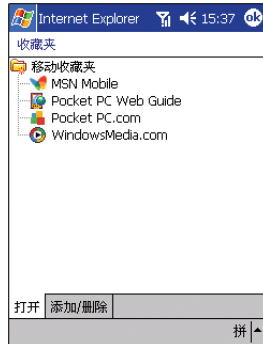 Internet Explorer 15:37 ok
收藏夹
移动收藏夹
MSN Mobile
Pocket PC Web Guide
Pocket PC.com
WindowsMedia.com
打开 添加/删除
拼